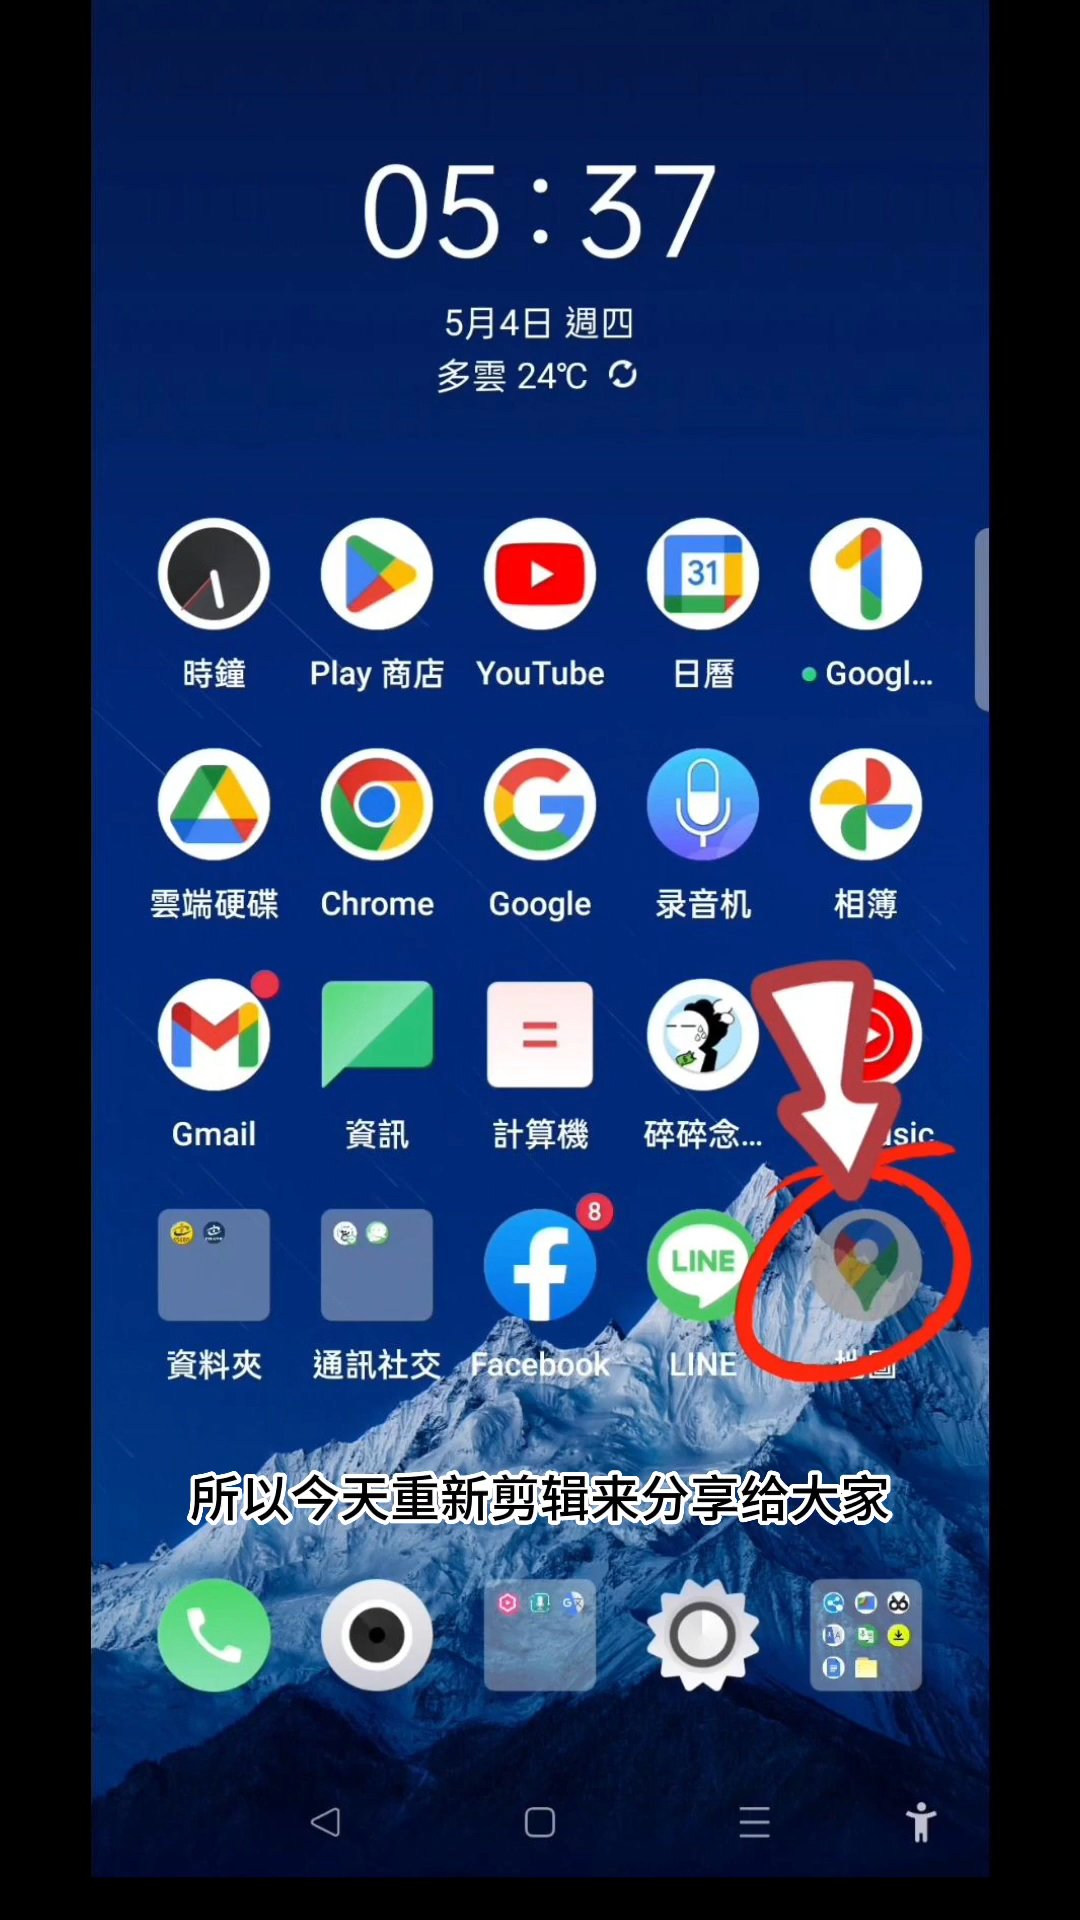 05:37
5月4日 週四
多雲 24℃
31
時鐘
Play 商店
YouTube
日曆
Googl...
雲端硬碟
Chrome
Google
录音机
相簿
Gmail
資訊
計算機
碎碎念...
usic
8
LINE
資料夾
通訊社交
Facebook
LINE
地圖
所以今天重新剪辑来分享给大家